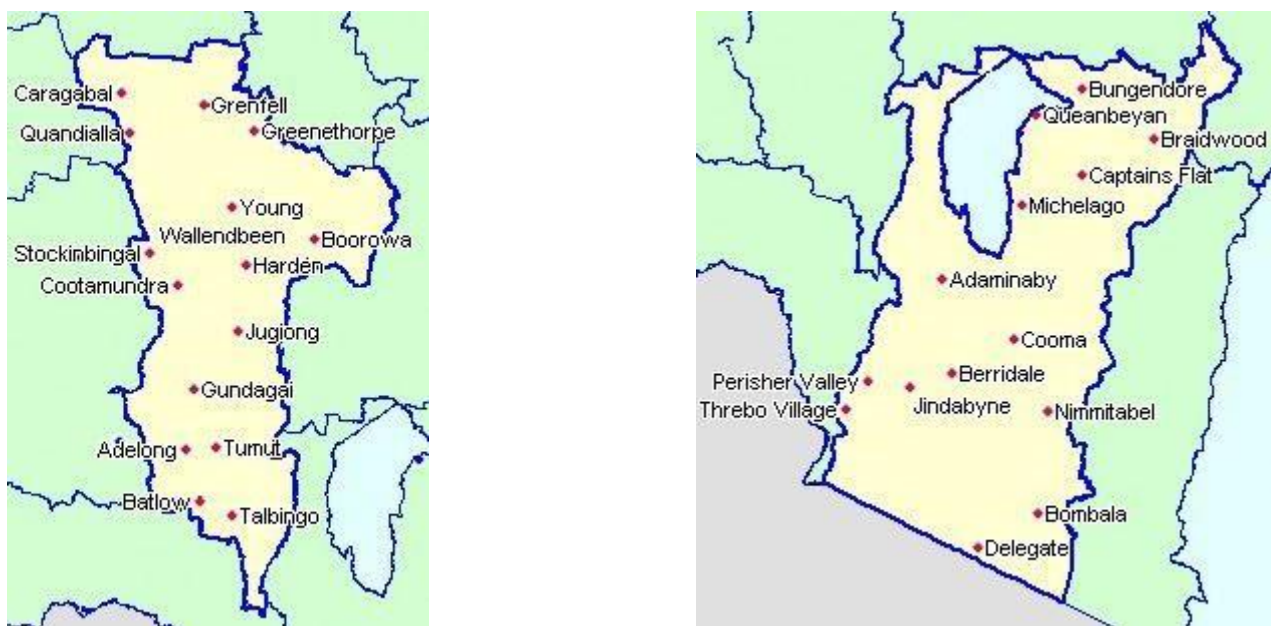 Caragabal
Grenfell
Quandialla
Greenethorpe
Young
Wallendbeen
Boorowa
Stockinbingal
Harden
Cootamundra
Jugiong
Gundagai
Adelong
Tumut
Batlow
Talbingo
Bungendore
Queanbeyan
Braidwood
Captains Flat
Michelago
Adaminaby
Cooma
Berridale
Perisher Valley
Jindabyne
Threbo Village
Nimmitabel
Bombala
Delegate